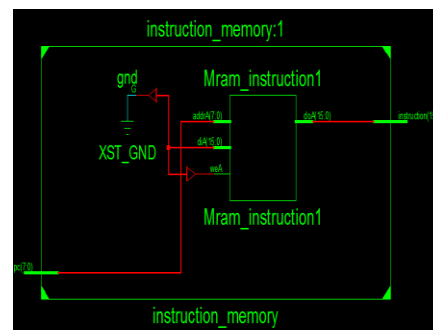 instruction_memory:1
gnd
G
XST_GND
Mram_instruction1
addrA(7:0)
diA(15:0)
weA
doA(15:0)
instruction(1
Mram_instruction1
pc(7:0)
instruction_memory